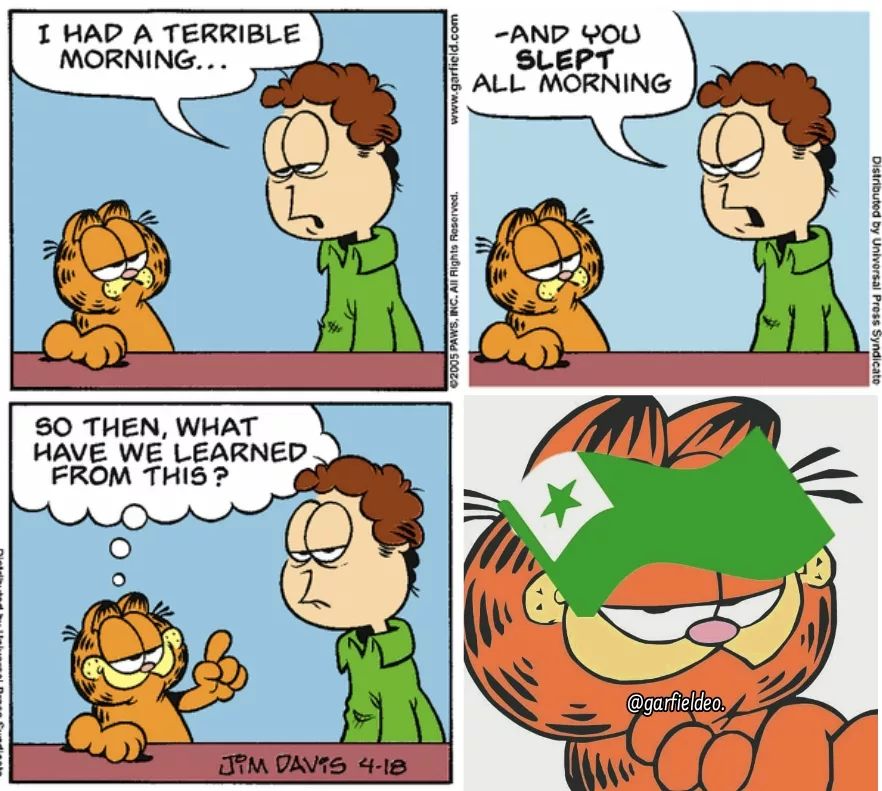 I HAD A TERRIBLE
MORNING...
www.garfield.com
©2005 PAWS, INC. All Rights Reserved.
-AND YOU
SLEPT
ALL MORNING
Distributed by Universal Press Syndicate
SO THEN, WHAT
HAVE WE LEARNED
FROM THIS?
JIM DAVIS 4-18
@garfieldeo.